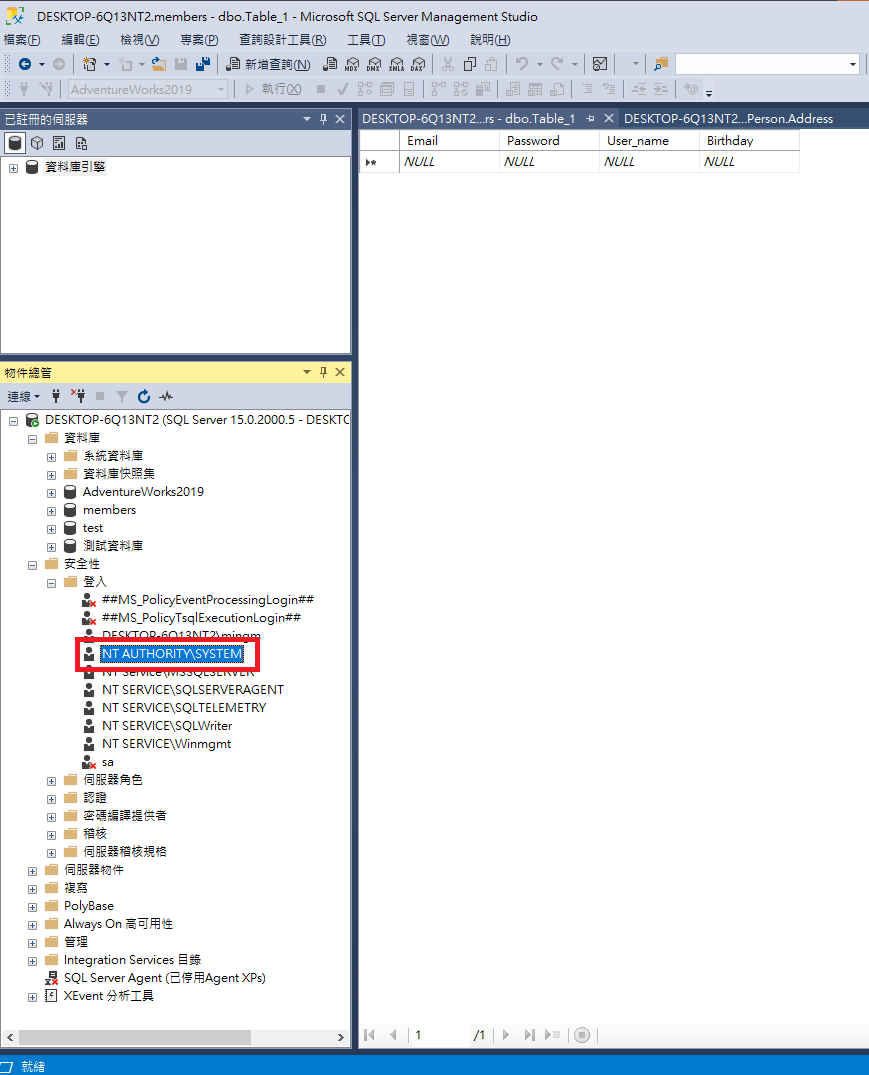 DESKTOP-6Q13NT2.members - dbo.Table_1 - Microsoft SQL Server Management Studio
檔案(F) 編輯(E) 檢視(V) 專案(P) 查詢設計工具(R) 工具(T) 視窗(W) 說明(H)
新增查詢(N) MDX DMX XMLA DAX
AdventureWorks2019 執行(X)
已註冊的伺服器
資料庫引擎
物件總管
連線
DESKTOP-6Q13NT2 (SQL Server 15.0.2000.5 - DESKTC
資料庫
系統資料庫
資料庫快照集
AdventureWorks2019
members
test
測試資料庫
安全性
登入
##MS_PolicyEventProcessingLogin##
##MS_PolicyTsqlExecutionLogin##
DESKTOP-6Q13NT2\mingm
NT AUTHORITY\SYSTEM
NT Service\MSSQLSERVER
NT SERVICE\SQLSERVERAGENT
NT SERVICE\SQLTELEMETRY
NT SERVICE\SQLWriter
NT SERVICE\Winmgmt
sa
伺服器角色
認證
密碼編譯提供者
稽核
伺服器稽核規格
伺服器物件
複寫
PolyBase
Always On 高可用性
管理
Integration Services 目錄
SQL Server Agent (已停用Agent XPs)
XEvent 分析工具
DESKTOP-6Q13NT2...rs - dbo.Table_1 DESKTOP-6Q13NT2...Person.Address
Email Password User_name Birthday
NULL NULL NULL NULL
1 /1
就緒